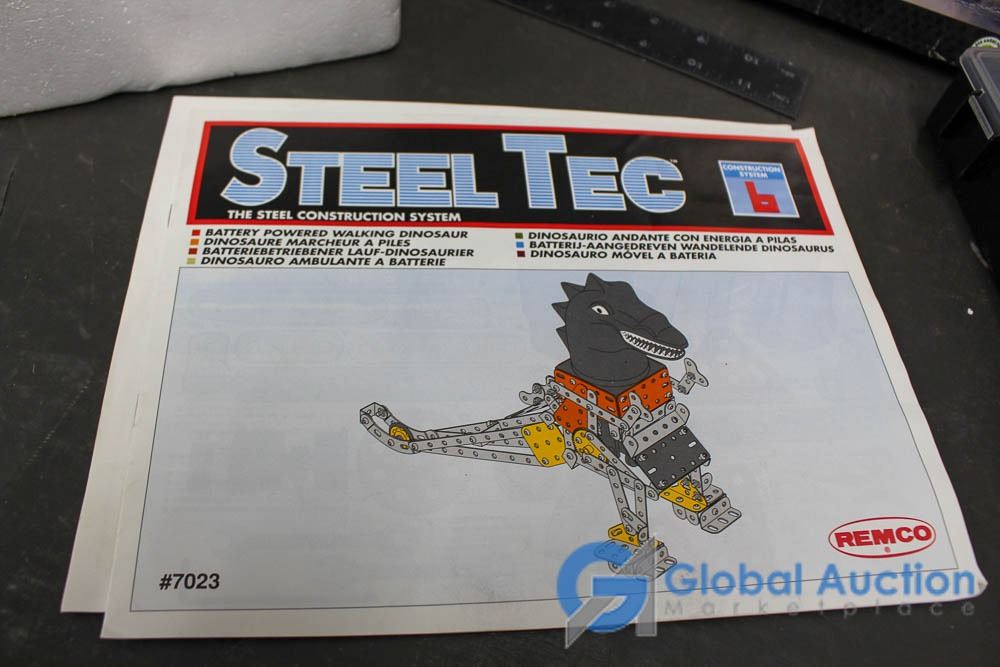 STEEL TEC™
THE STEEL CONSTRUCTION SYSTEM
CONSTRUCTION
SYSTEM
BATTERY POWERED WALKING DINOSAUR
DINOSAURE MARCHEUR A PILES
BATTERIEBETRIEBENER LAUF-DINOSAURIER
DINOSAURO AMBULANTE A BATTERIE
DINOSAURIO ANDANTE CON ENERGIA A PILAS
BATTERIJ-AANGEDREVEN WANDELENDE DINOSAURUS
DINOSAURO MÓVEL A BATERIA
REMCO
#7023
Global Auction
Marketplace